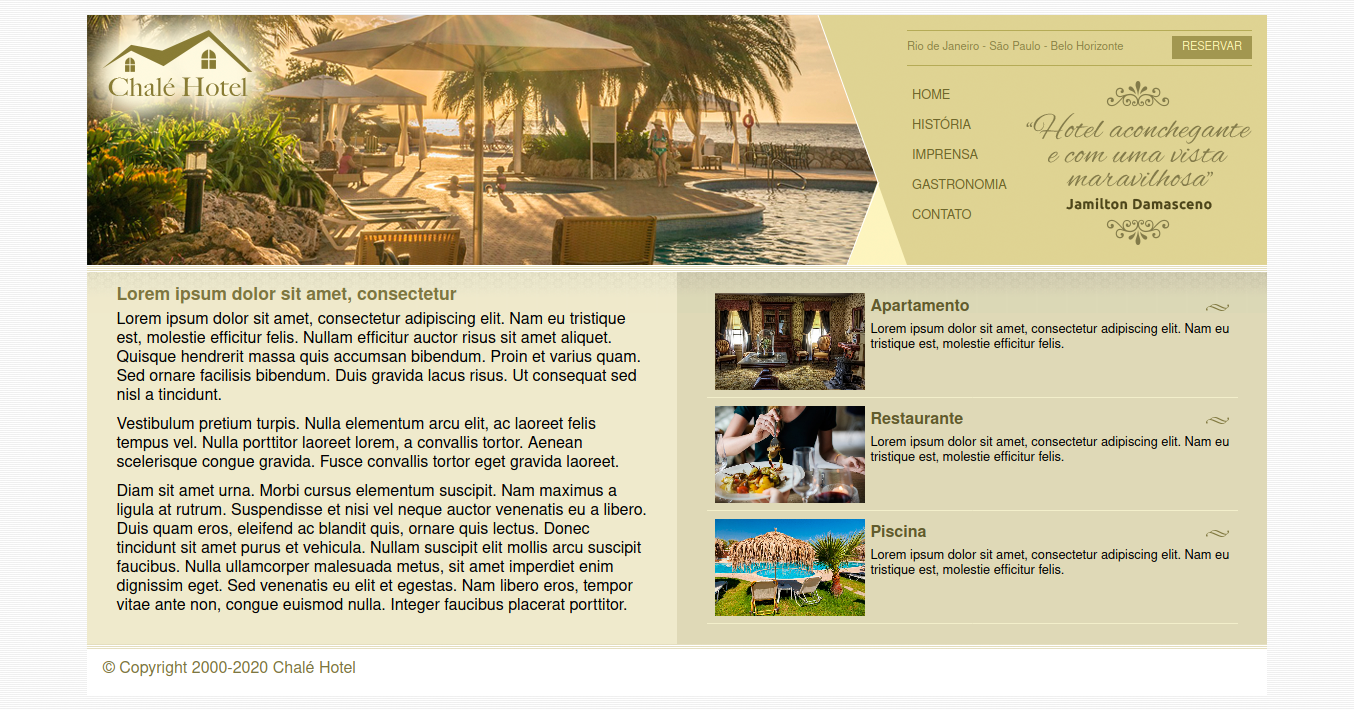 Chalé Hotel
Rio de Janeiro - São Paulo - Belo Horizonte
RESERVAR
HOME
HISTÓRIA
IMPRENSA
GASTRONOMIA
CONTATO
“Hotel aconchegante
e com uma vista
maravilhosa”
Jamilton Damasceno
Lorem ipsum dolor sit amet, consectetur
Lorem ipsum dolor sit amet, consectetur adipiscing elit. Nam eu tristique
est, molestie efficitur felis. Nullam efficitur auctor risus sit amet aliquet.
Quisque hendrerit massa quis accumsan bibendum. Proin et varius quam.
Sed ornare facilisis bibendum. Duis gravida lacus risus. Ut consequat sed
nisl a tincidunt.
Vestibulum pretium turpis. Nulla elementum arcu elit, ac laoreet felis
tempus vel. Nulla porttitor laoreet lorem, a convallis tortor. Aenean
scelerisque congue gravida. Fusce convallis tortor eget gravida laoreet.
Diam sit amet urna. Morbi cursus elementum suscipit. Nam maximus a
ligula at rutrum. Suspendisse et nisi vel neque auctor venenatis eu a libero.
Duis quam eros, eleifend ac blandit quis, ornare quis lectus. Donec
tincidunt sit amet purus et vehicula. Nullam suscipit elit mollis arcu suscipit
faucibus. Nulla ullamcorper malesuada metus, sit amet imperdiet enim
dignissim eget. Sed venenatis eu elit et egestas. Nam libero eros, tempor
vitae ante non, congue euismod nulla. Integer faucibus placerat porttitor.
Apartamento
Lorem ipsum dolor sit amet, consectetur adipiscing elit. Nam eu
tristique est, molestie efficitur felis.
Restaurante
Lorem ipsum dolor sit amet, consectetur adipiscing elit. Nam eu
tristique est, molestie efficitur felis.
Piscina
Lorem ipsum dolor sit amet, consectetur adipiscing elit. Nam eu
tristique est, molestie efficitur felis.
© Copyright 2000-2020 Chalé Hotel